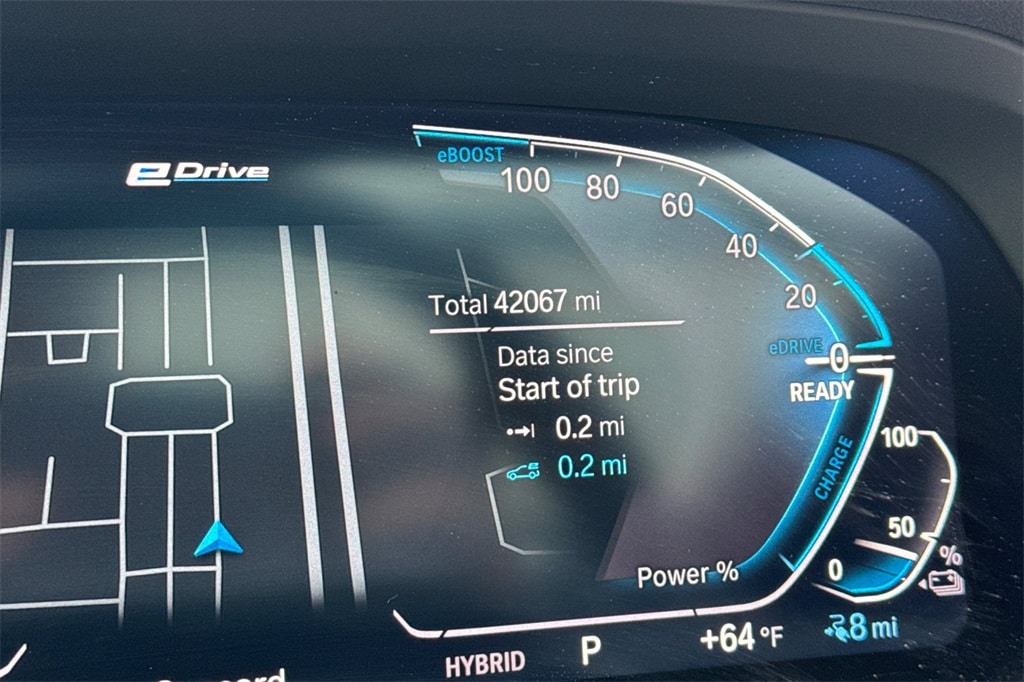 eDrive
eBOOST
100
80
60
40
20
eDRIVE
0
READY
Total 42067 mi
Data since
Start of trip
0.2 mi
0.2 mi
CHARGE
100
50
0
%
Power %
HYBRID
P
+64 °F
8 mi